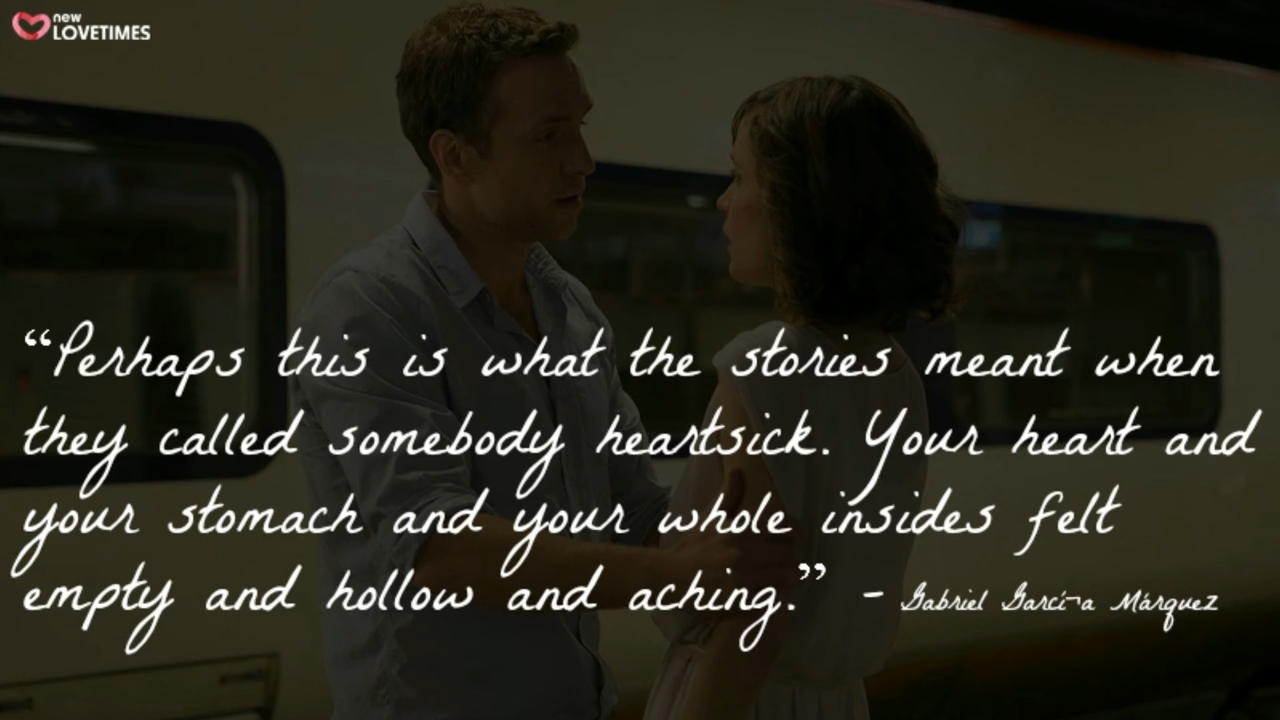 new
LOVETIMES
“Perhaps this is what the stories meant when
they called somebody heartsick. Your heart and
your stomach and your whole insides felt
empty and hollow and aching.” - Gabriel Garcí¬a Márquez